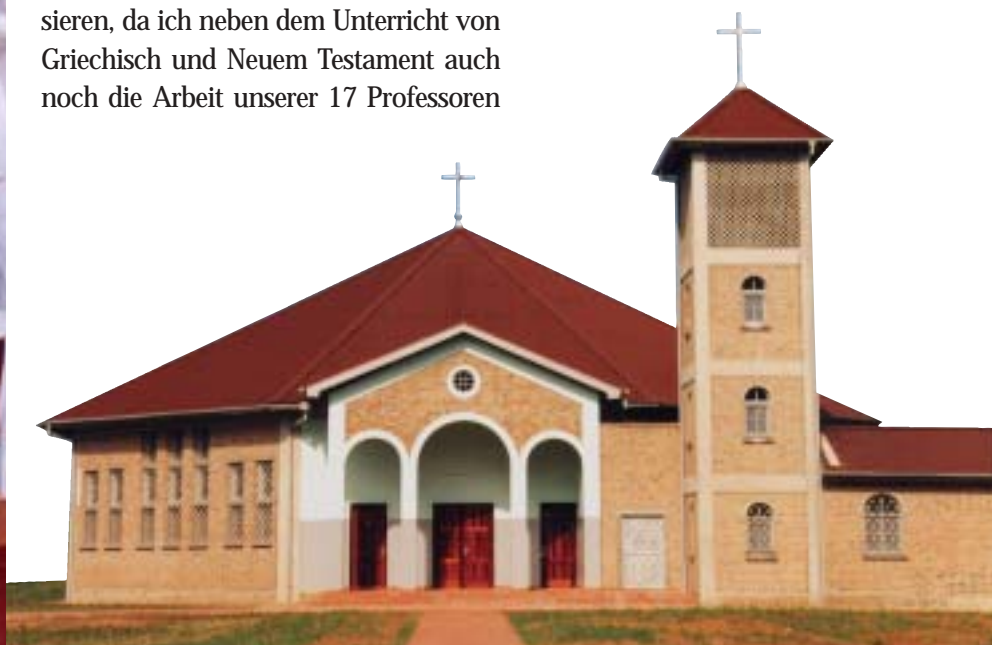 sieren, da ich neben dem Unterricht von
Griechisch und Neuem Testament auch
noch die Arbeit unserer 17 Professoren